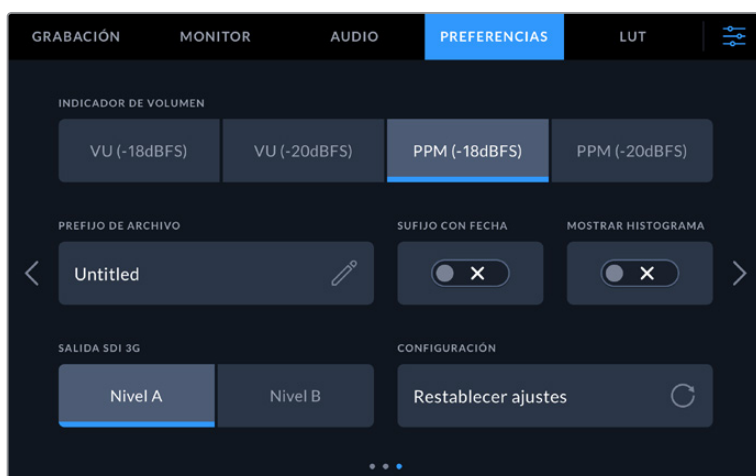 GRABACIÓN MONITOR AUDIO PREFERENCIAS LUT
INDICADOR DE VOLUMEN
VU (-18dBFS) VU (-20dBFS) PPM (-18dBFS) PPM (-20dBFS)
PREFIJO DE ARCHIVO SUFIJO CON FECHA MOSTRAR HISTOGRAMA
Untitled
SALIDA SDI 3G CONFIGURACIÓN
Nivel A Nivel B Restablecer ajustes